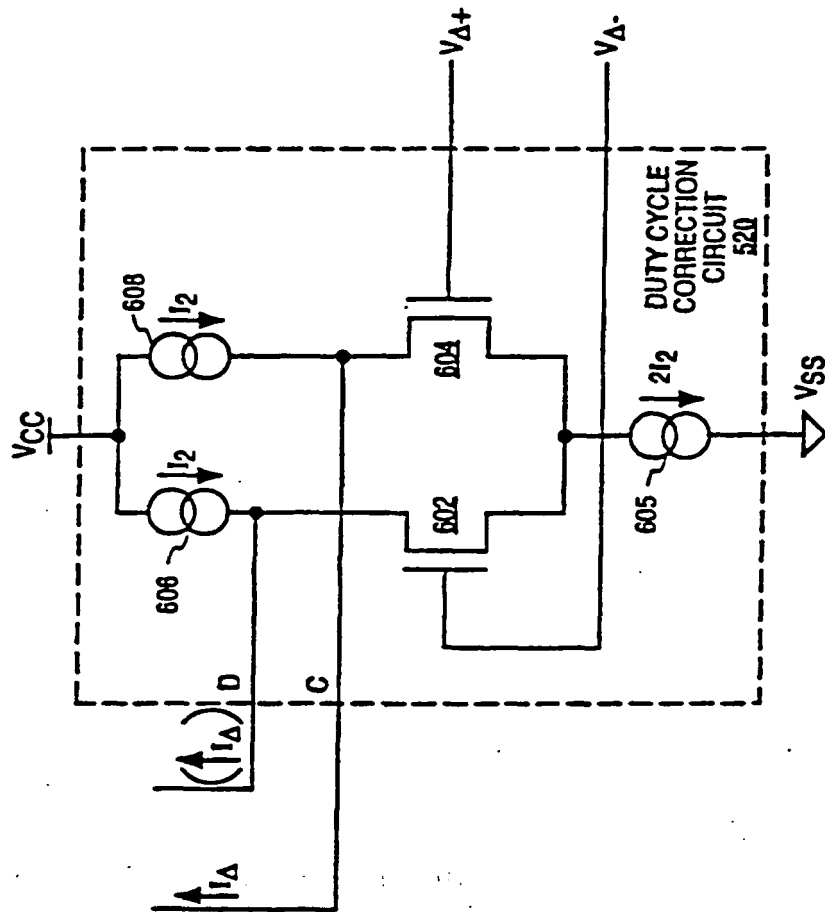 VCC
606
I2
608
I2
(IΔ)
D
IΔ
C
602
604
VΔ+
VΔ-
605
2I2
DUTY CYCLE
CORRECTION
CIRCUIT
520
VSS